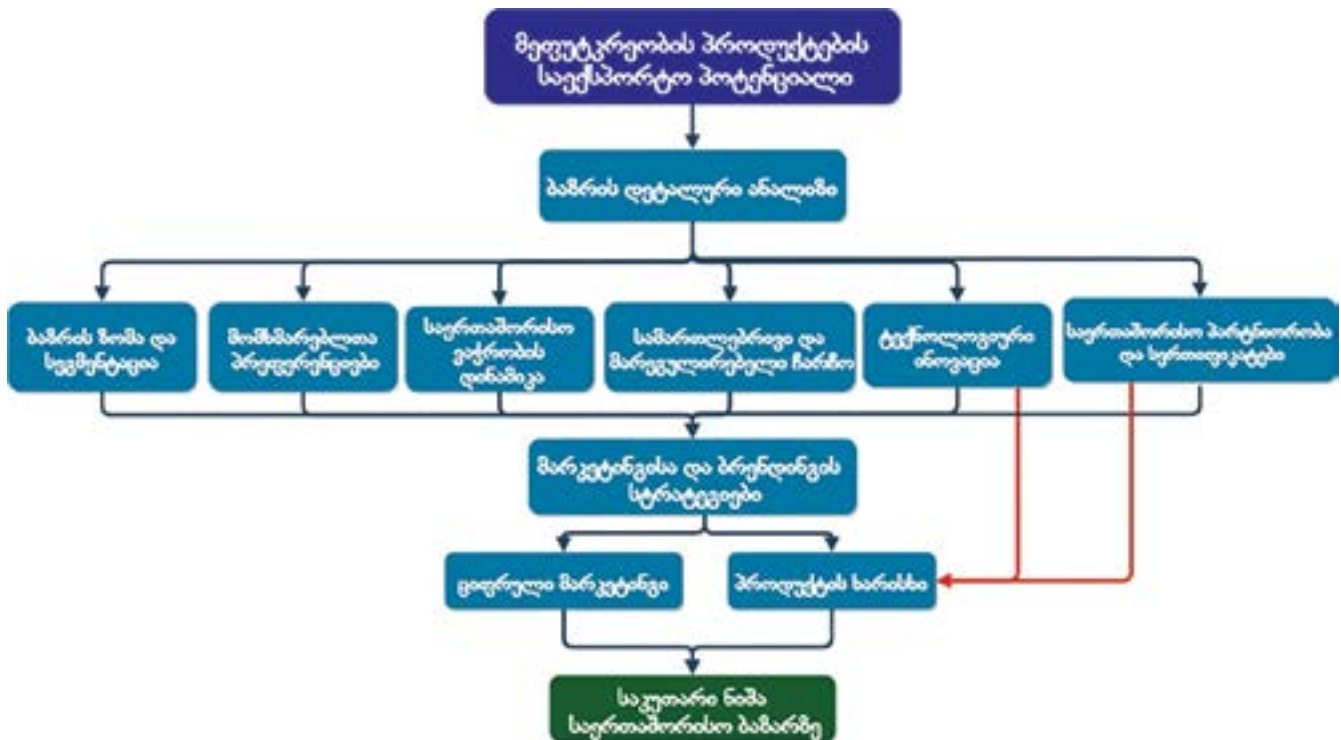 მეფუტკრეობის პროდუქტების
საექსპორტო პოტენციალი
ბაზრის დეტალური ანალიზი
ბაზრის ზომა და
სეგმენტაცია
მომხმარებელთა
პრეფერენციები
საერთაშორისო
ვაჭრობის
დინამიკა
სამართლებრივი და
მარეგულირებელი ჩარჩო
ტექნოლოგიური
ინოვაცია
საერთაშორისო პარტნიორობა
და სერთიფიკატები
მარკეტინგისა და ბრენდინგის
სტრატეგიები
ციფრული მარკეტინგი
პროდუქტის ხარისხი
საკუთარი ნიშა
საერთაშორისო ბაზარზე